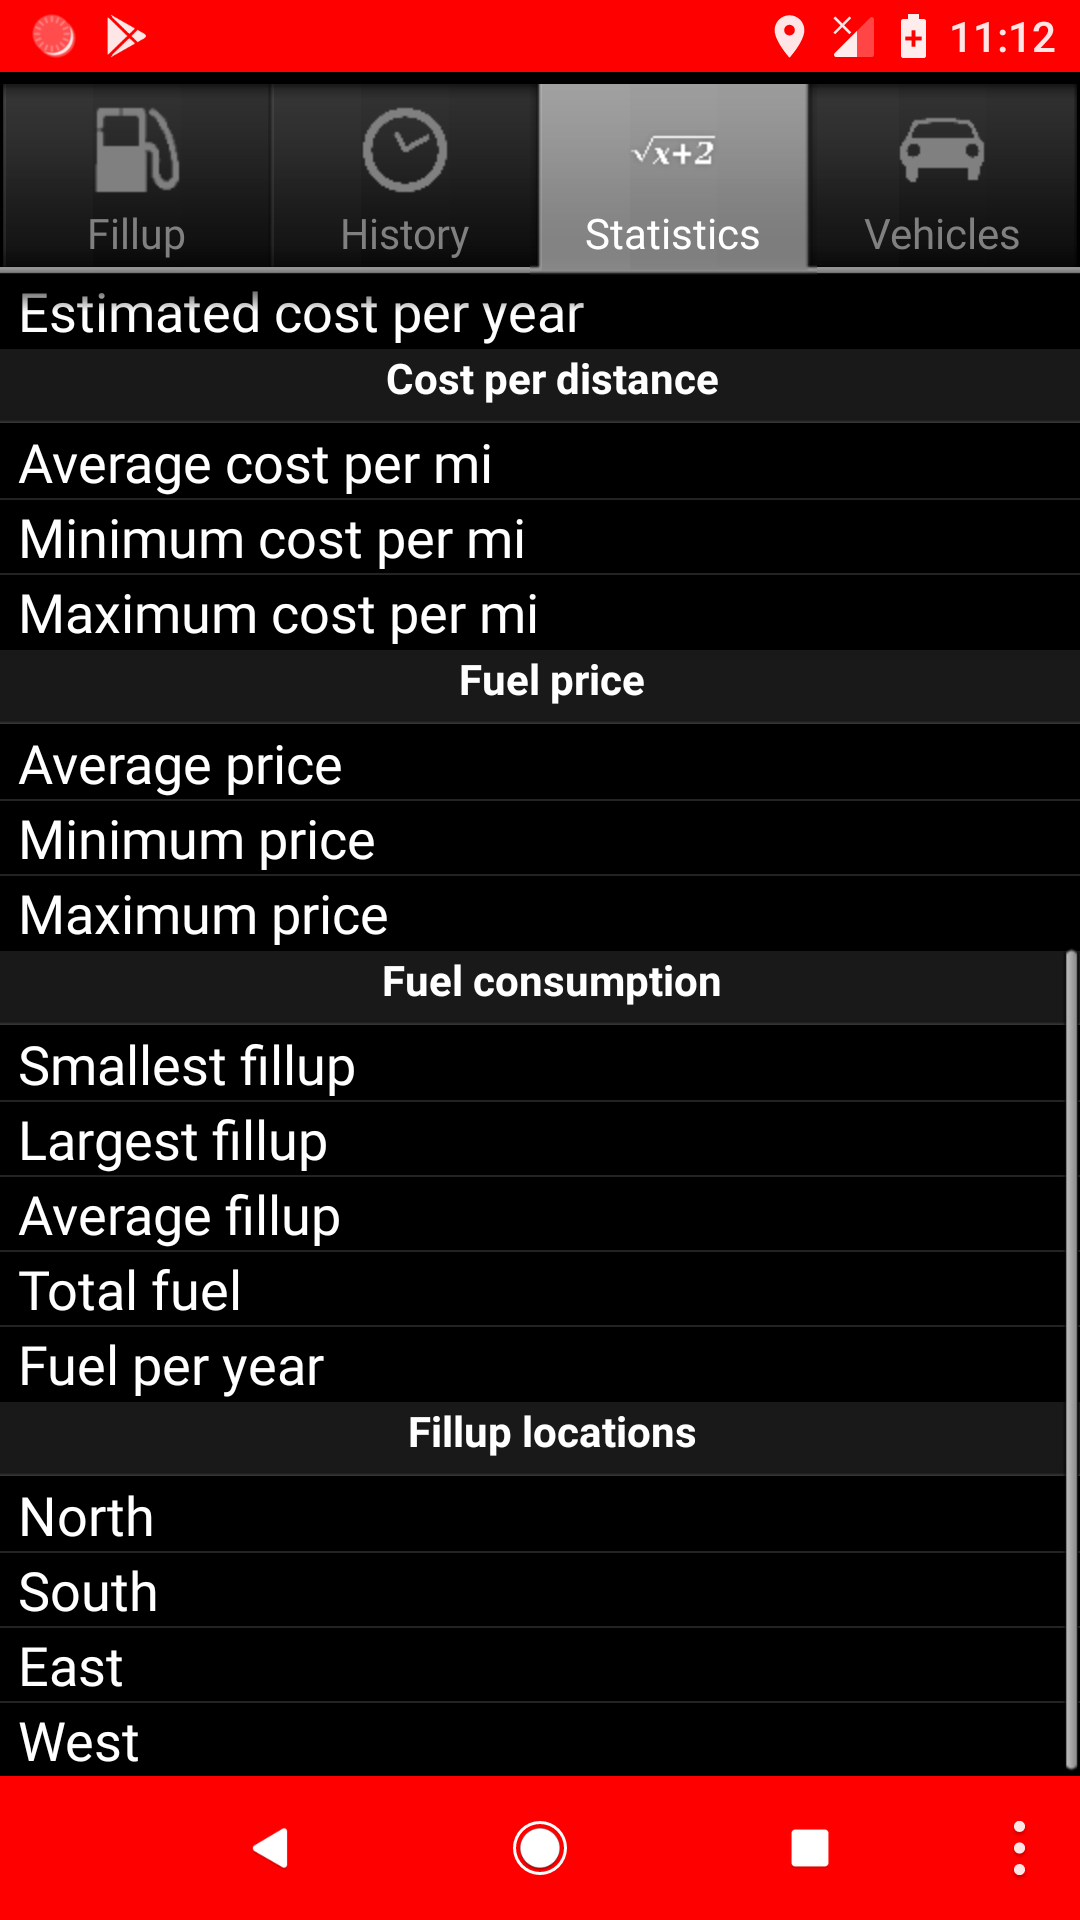 11:12
√x+2
Fillup
History
Statistics
Vehicles
Estimated cost per year
Cost per distance
Average cost per mi
Minimum cost per mi
Maximum cost per mi
Fuel price
Average price
Minimum price
Maximum price
Fuel consumption
Smallest fillup
Largest fillup
Average fillup
Total fuel
Fuel per year
Fillup locations
North
South
East
West